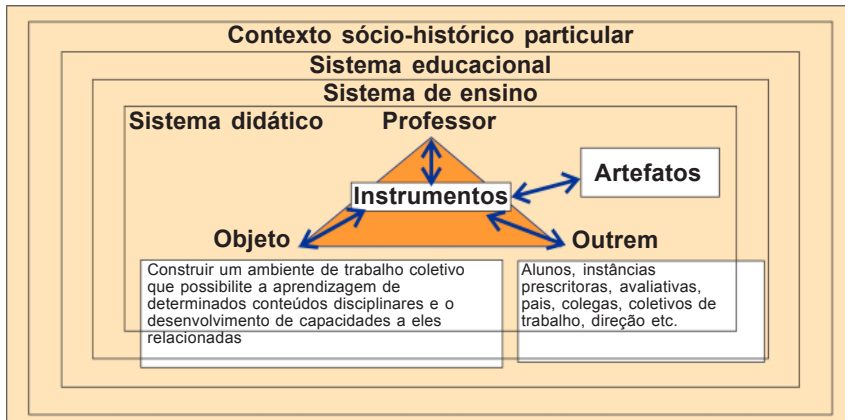 Contexto sócio-histórico particular
Sistema educacional
Sistema de ensino
Sistema didático
Professor
Instrumentos
Artefatos
Objeto
Outrem
Construir um ambiente de trabalho coletivo
que possibilite a aprendizagem de
determinados conteúdos disciplinares e o
desenvolvimento de capacidades a eles
relacionadas
Alunos, instâncias
prescritoras, avaliativas,
pais, colegas, coletivos de
trabalho, direção etc.